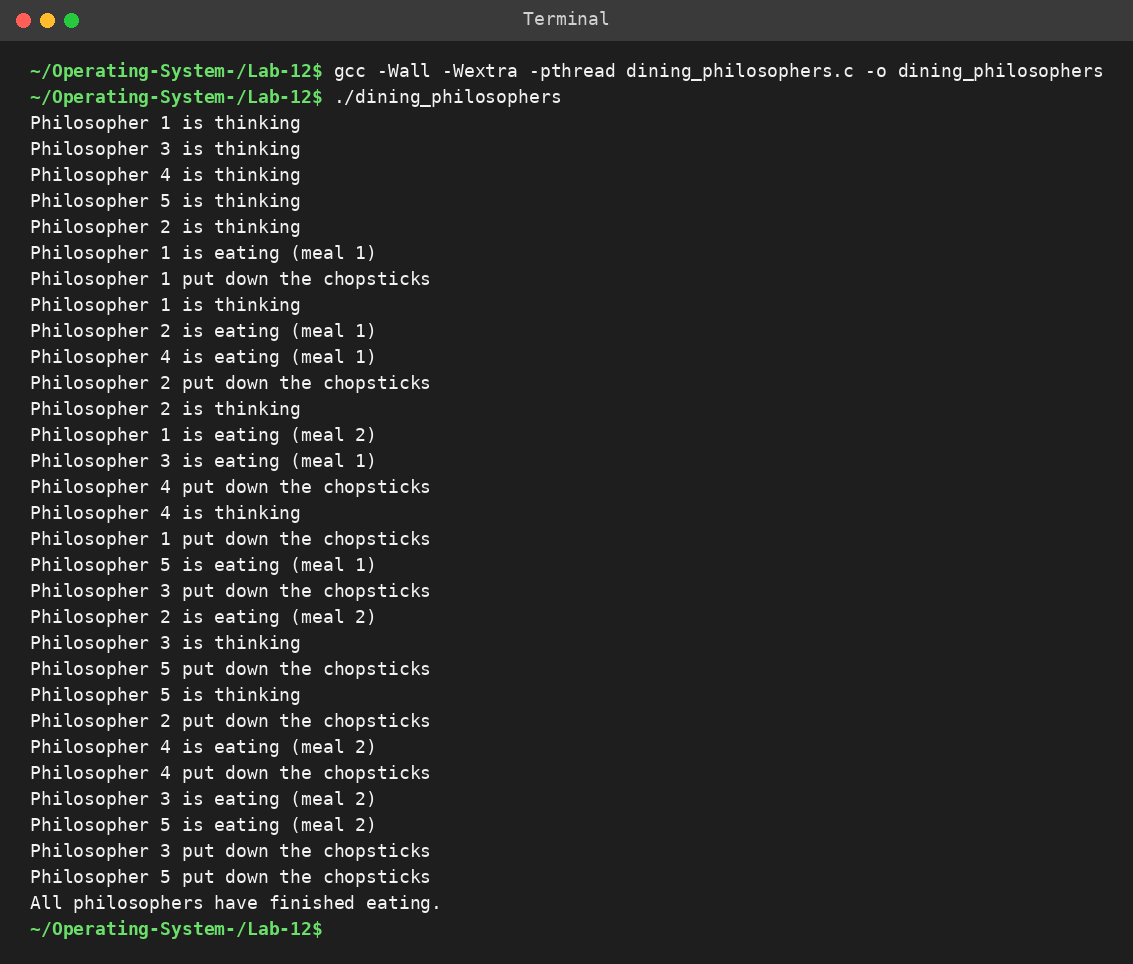 Terminal
~/Operating-System-/Lab-12$ gcc -Wall -Wextra -pthread dining_philosophers.c -o dining_philosophers
~/Operating-System-/Lab-12$ ./dining_philosophers
Philosopher 1 is thinking
Philosopher 3 is thinking
Philosopher 4 is thinking
Philosopher 5 is thinking
Philosopher 2 is thinking
Philosopher 1 is eating (meal 1)
Philosopher 1 put down the chopsticks
Philosopher 1 is thinking
Philosopher 2 is eating (meal 1)
Philosopher 4 is eating (meal 1)
Philosopher 2 put down the chopsticks
Philosopher 2 is thinking
Philosopher 1 is eating (meal 2)
Philosopher 3 is eating (meal 1)
Philosopher 4 put down the chopsticks
Philosopher 4 is thinking
Philosopher 1 put down the chopsticks
Philosopher 5 is eating (meal 1)
Philosopher 3 put down the chopsticks
Philosopher 2 is eating (meal 2)
Philosopher 3 is thinking
Philosopher 5 put down the chopsticks
Philosopher 5 is thinking
Philosopher 2 put down the chopsticks
Philosopher 4 is eating (meal 2)
Philosopher 4 put down the chopsticks
Philosopher 3 is eating (meal 2)
Philosopher 5 is eating (meal 2)
Philosopher 3 put down the chopsticks
Philosopher 5 put down the chopsticks
All philosophers have finished eating.
~/Operating-System-/Lab-12$